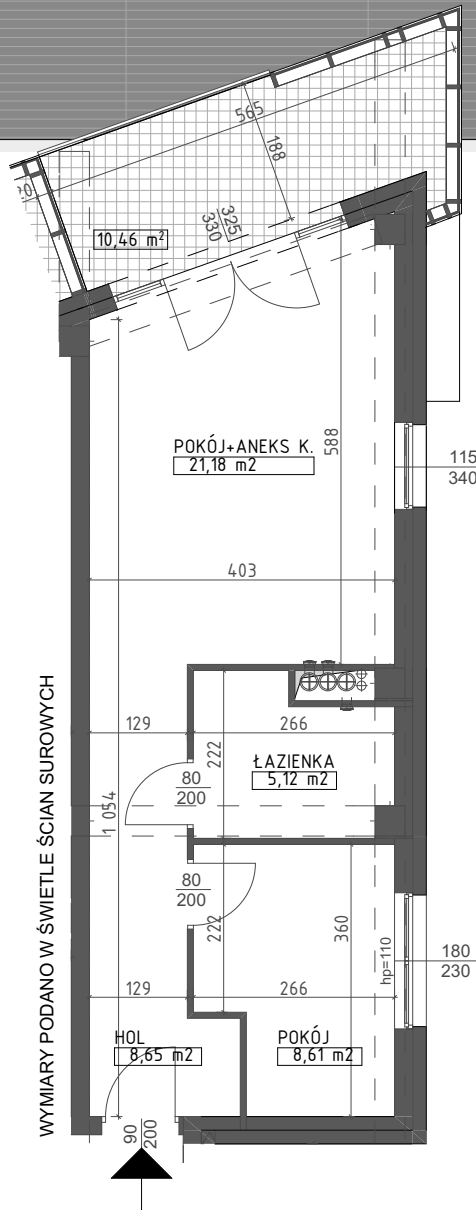 565
188
20
325
330
10,46 m²
POKÓJ+ANEKS K.
21,18 m2
588
115
340
403
WYMIARY PODANO W ŚWIETLE ŚCIAN SUROWYCH
129
266
222
1 054
ŁAZIENKA
5,12 m2
80
200
80
200
222
360
hp=110
180
230
129
266
HOL
8,65 m2
POKÓJ
8,61 m2
90
200